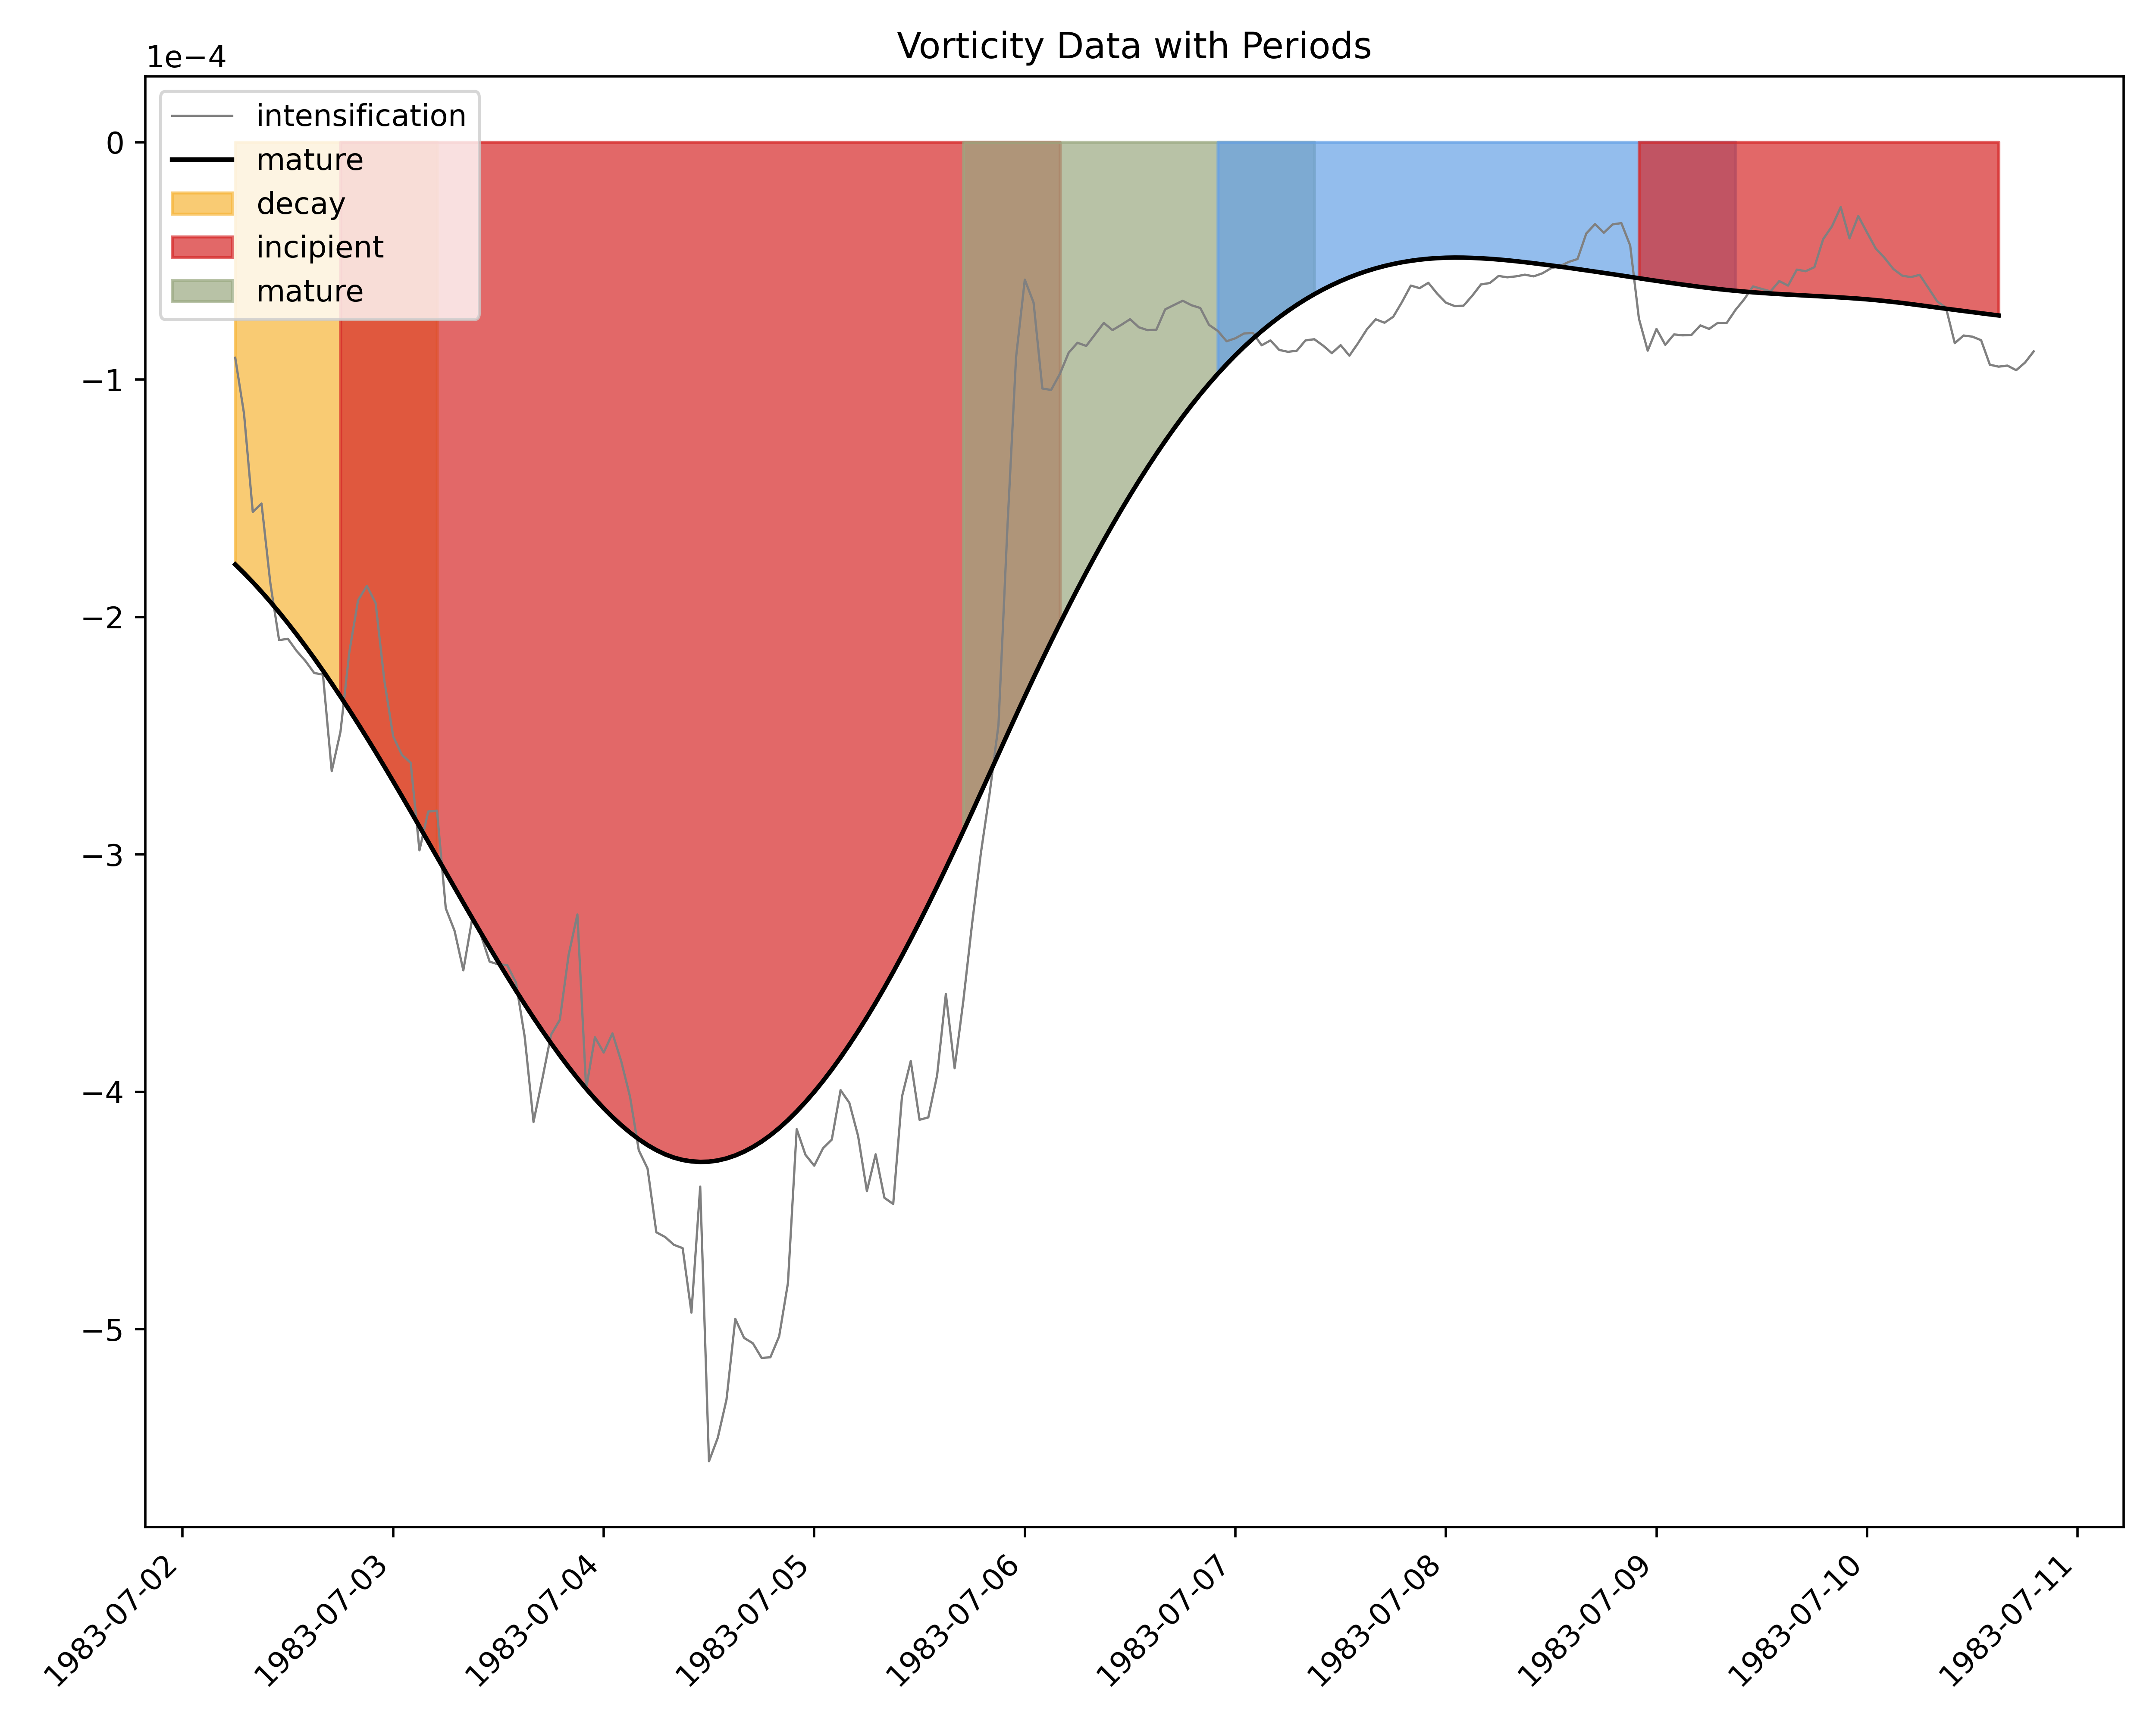 Vorticity Data with Periods
1e−4
intensification
mature
decay
incipient
mature
0
−1
−2
−3
−4
−5
1983-07-02
1983-07-03
1983-07-04
1983-07-05
1983-07-06
1983-07-07
1983-07-08
1983-07-09
1983-07-10
1983-07-11